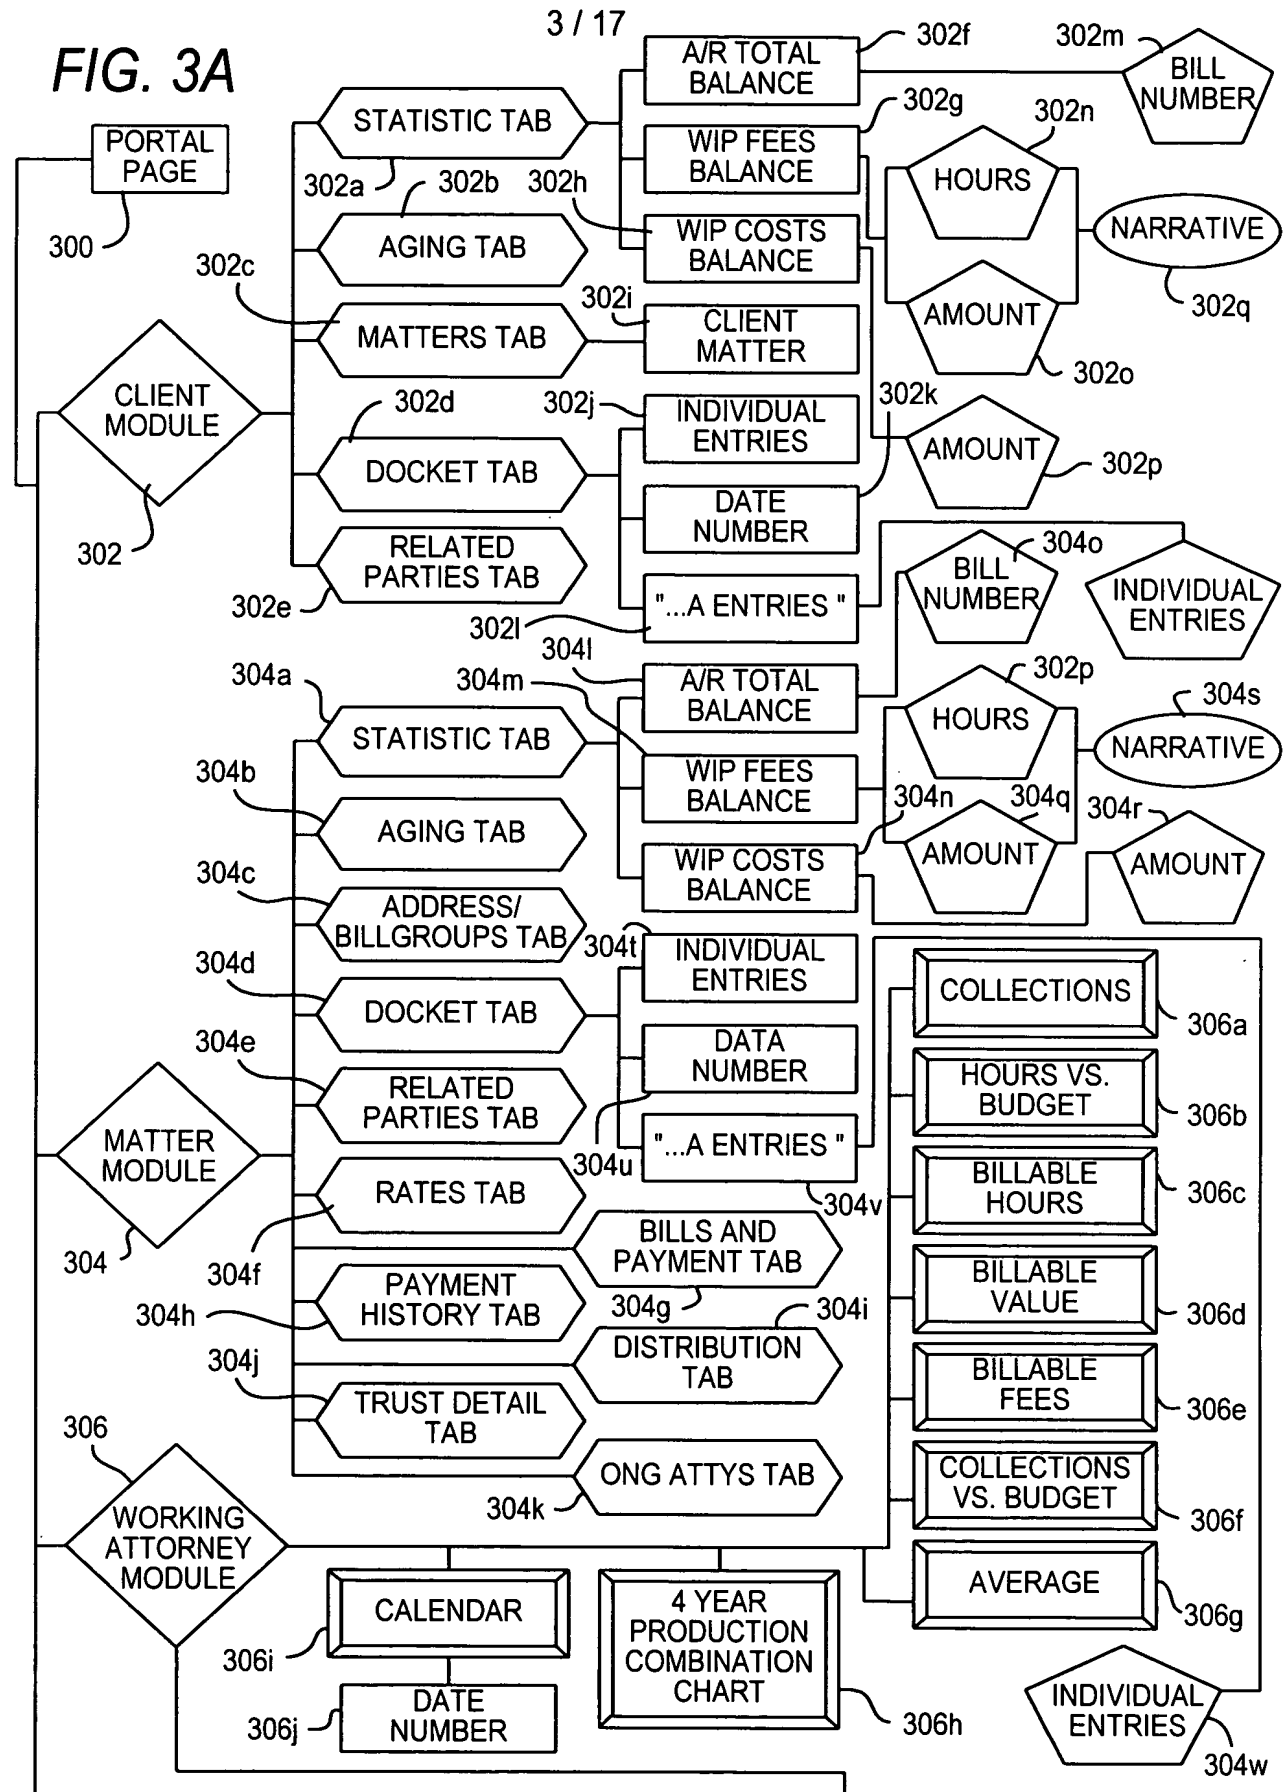 3 / 17
FIG. 3A
PORTAL
PAGE
300
STATISTIC TAB
302a
302b
AGING TAB
302c
MATTERS TAB
302d
DOCKET TAB
RELATED
PARTIES TAB
302e
CLIENT
MODULE
302
A/R TOTAL
BALANCE
302f
WIP FEES
BALANCE
302g
302h
WIP COSTS
BALANCE
302i
CLIENT
MATTER
302j
INDIVIDUAL
ENTRIES
302k
DATE
NUMBER
"...A ENTRIES "
302l
302m
BILL
NUMBER
302n
HOURS
NARRATIVE
302q
AMOUNT
302o
AMOUNT
302p
304o
BILL
NUMBER
INDIVIDUAL
ENTRIES
304a
STATISTIC TAB
304b
AGING TAB
304c
ADDRESS/
BILLGROUPS TAB
304d
DOCKET TAB
304e
RELATED
PARTIES TAB
MATTER
MODULE
304
RATES TAB
304f
BILLS AND
PAYMENT TAB
304g
PAYMENT
HISTORY TAB
304h
304i
DISTRIBUTION
TAB
304j
TRUST DETAIL
TAB
ONG ATTYS TAB
304k
304l
A/R TOTAL
BALANCE
304m
WIP FEES
BALANCE
304n
WIP COSTS
BALANCE
302p
HOURS
304s
NARRATIVE
304q
AMOUNT
304r
AMOUNT
304t
INDIVIDUAL
ENTRIES
DATA
NUMBER
304u
"...A ENTRIES "
304v
COLLECTIONS
306a
HOURS VS.
BUDGET
306b
BILLABLE
HOURS
306c
BILLABLE
VALUE
306d
BILLABLE
FEES
306e
COLLECTIONS
VS. BUDGET
306f
AVERAGE
306g
306
WORKING
ATTORNEY
MODULE
CALENDAR
306i
DATE
NUMBER
306j
4 YEAR
PRODUCTION
COMBINATION
CHART
306h
INDIVIDUAL
ENTRIES
304w